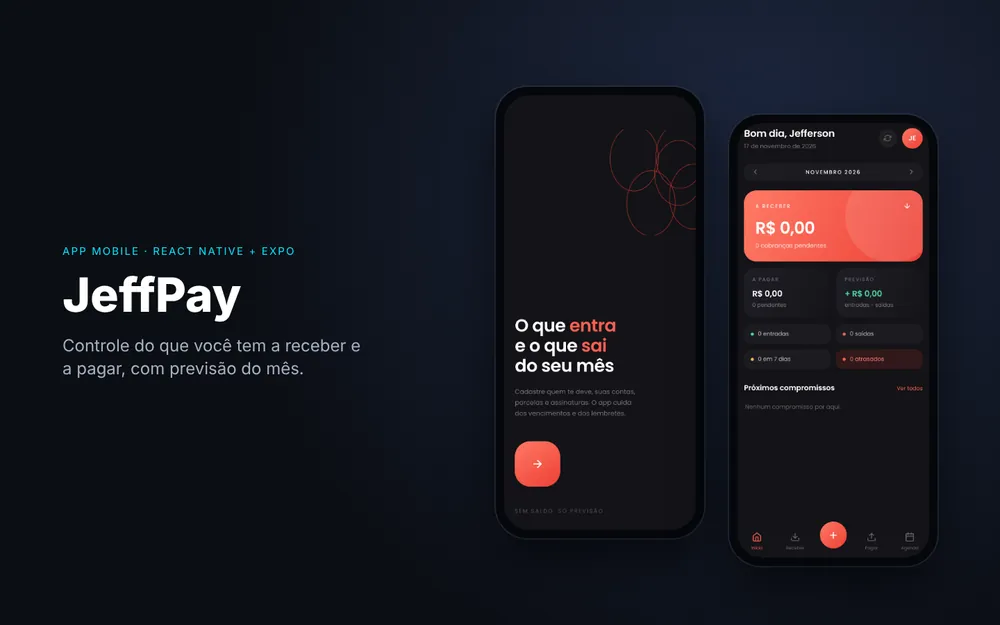 APP MOBILE · REACT NATIVE + EXPO
JeffPay
Controle do que você tem a receber e
a pagar, com previsão do mês.
O que entra
e o que sai
do seu mês
Cadastre quem te deve, suas contas,
parcelas e assinaturas. O app cuida
dos vencimentos e dos lembretes.
SEM SALDO. SÓ PREVISÃO
Bom dia, Jefferson
17 de novembro de 2026
JE
NOVEMBRO 2026
A RECEBER
R$ 0,00
0 cobranças pendentes
A PAGAR
R$ 0,00
0 pendentes
PREVISÃO
+ R$ 0,00
entradas - saídas
0 entradas
0 saídas
0 em 7 dias
0 atrasados
Próximos compromissos
Ver todos
Nenhum compromisso por aqui.
Início
Receber
Pagar
Agenda